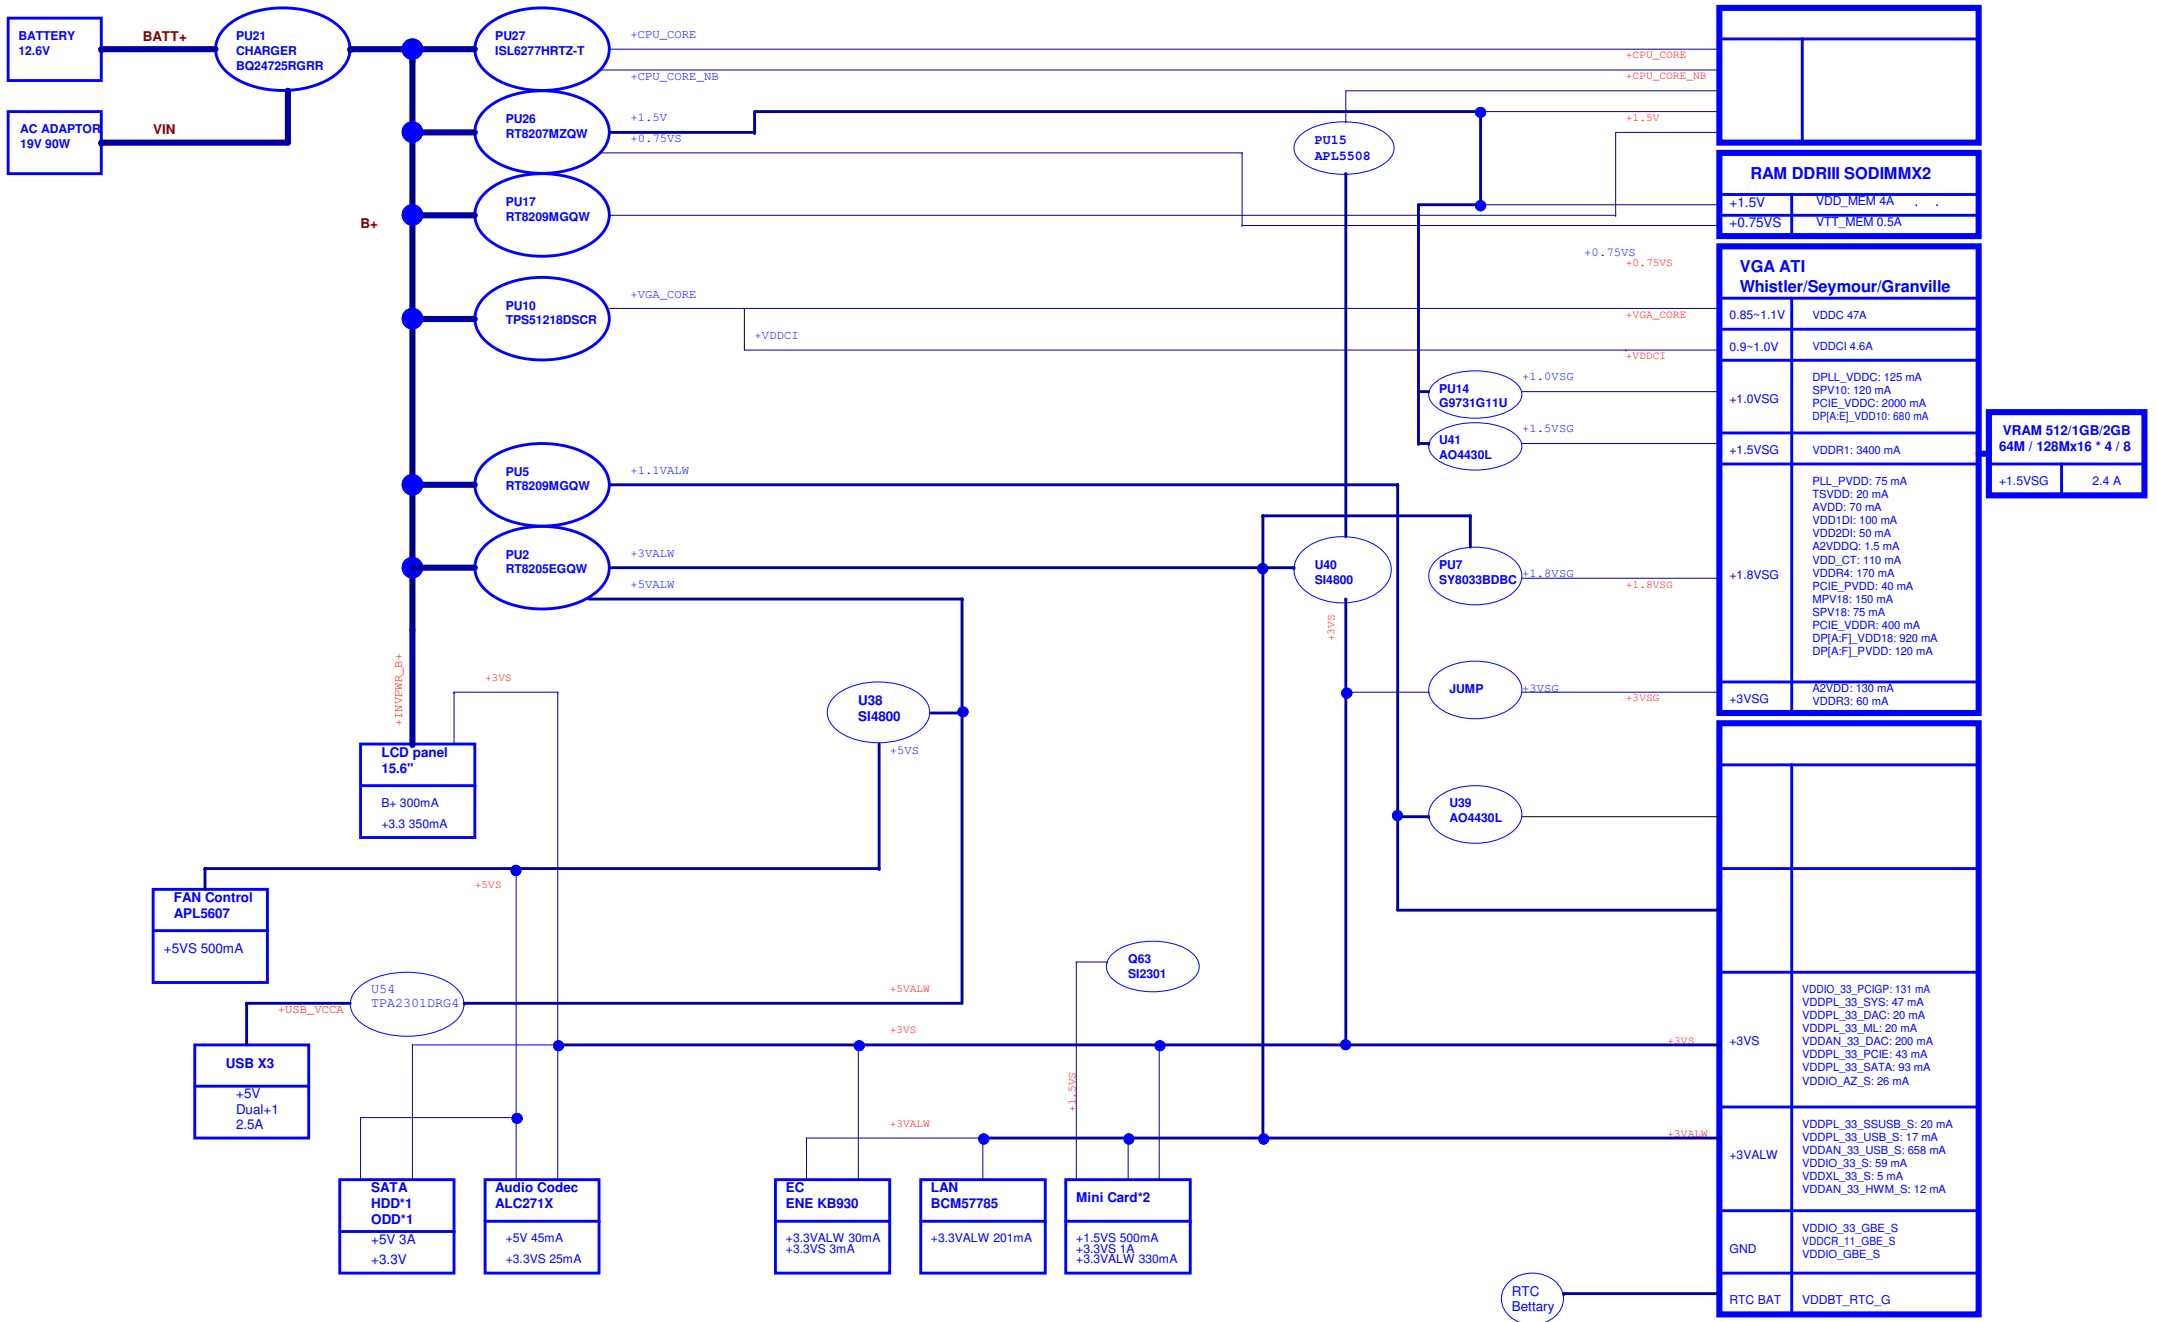 BATTERY
12.6V
BATT+
PU21
CHARGER
BQ24725RGRR
AC ADAPTOR
19V 90W
VIN
B+
PU27
ISL6277HRTZ-T
+CPU_CORE
+CPU_CORE_NB
+CPU_CORE
+CPU_CORE_NB
PU26
RT8207MZQW
+1.5V
+0.75VS
+1.5V
PU15
APL5508
PU17
RT8209MGQW
RAM DDRIII SODIMMX2
+1.5V
VDD_MEM 4A . .
+0.75VS
VTT_MEM 0.5A
+0.75VS
+0.75VS
PU10
TPS51218DSCR
+VGA_CORE
+VDDCI
+VGA_CORE
+VDDCI
VGA ATI
Whistler/Seymour/Granville
0.85~1.1V
VDDC 47A
0.9~1.0V
VDDCI 4.6A
PU14
G9731G11U
+1.0VSG
+1.0VSG
DPLL_VDDC: 125 mA
SPV10: 120 mA
PCIE_VDDC: 2000 mA
DP[A:E]_VDD10: 680 mA
U41
AO4430L
+1.5VSG
+1.5VSG
VDDR1: 3400 mA
VRAM 512/1GB/2GB
64M / 128Mx16 * 4 / 8
+1.5VSG
2.4 A
PU5
RT8209MGQW
+1.1VALW
PU2
RT8205EGQW
+3VALW
+5VALW
U40
SI4800
+3VS
PU7
SY8033BDBC
+1.8VSG
+1.8VSG
+1.8VSG
PLL_PVDD: 75 mA
TSVDD: 20 mA
AVDD: 70 mA
VDD1DI: 100 mA
VDD2DI: 50 mA
A2VDDQ: 1.5 mA
VDD_CT: 110 mA
VDDR4: 170 mA
PCIE_PVDD: 40 mA
MPV18: 150 mA
SPV18: 75 mA
PCIE_VDDR: 400 mA
DP[A:F]_VDD18: 920 mA
DP[A:F]_PVDD: 120 mA
JUMP
+3VSG
+3VSG
+3VSG
A2VDD: 130 mA
VDDR3: 60 mA
+INVPWR_B+
+3VS
LCD panel
15.6"
B+ 300mA
+3.3 350mA
U38
SI4800
+5VS
U39
AO4430L
FAN Control
APL5607
+5VS 500mA
+5VS
U54
TPA2301DRG4
+USB_VCCA
+5VALW
USB X3
+5V
Dual+1
2.5A
Q63
SI2301
+1.5VS
+3VS
+3VS
+3VS
VDDIO_33_PCIGP: 131 mA
VDDPL_33_SYS: 47 mA
VDDPL_33_DAC: 20 mA
VDDPL_33_ML: 20 mA
VDDAN_33_DAC: 200 mA
VDDPL_33_PCIE: 43 mA
VDDPL_33_SATA: 93 mA
VDDIO_AZ_S: 26 mA
+3VALW
+3VALW
+3VALW
VDDPL_33_SSUSB_S: 20 mA
VDDPL_33_USB_S: 17 mA
VDDAN_33_USB_S: 658 mA
VDDIO_33_S: 59 mA
VDDXL_33_S: 5 mA
VDDAN_33_HWM_S: 12 mA
GND
VDDIO_33_GBE_S
VDDCR_11_GBE_S
VDDIO_GBE_S
RTC BAT
VDDBT_RTC_G
RTC
Bettary
SATA
HDD*1
ODD*1
+5V 3A
+3.3V
Audio Codec
ALC271X
+5V 45mA
+3.3VS 25mA
EC
ENE KB930
+3.3VALW 30mA
+3.3VS 3mA
LAN
BCM57785
+3.3VALW 201mA
Mini Card*2
+1.5VS 500mA
+3.3VS 1A
+3.3VALW 330mA